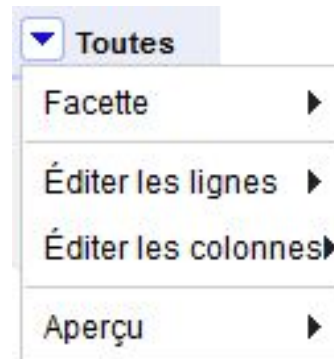 Toutes
Facette
Éditer les lignes
Éditer les colonnes
Aperçu